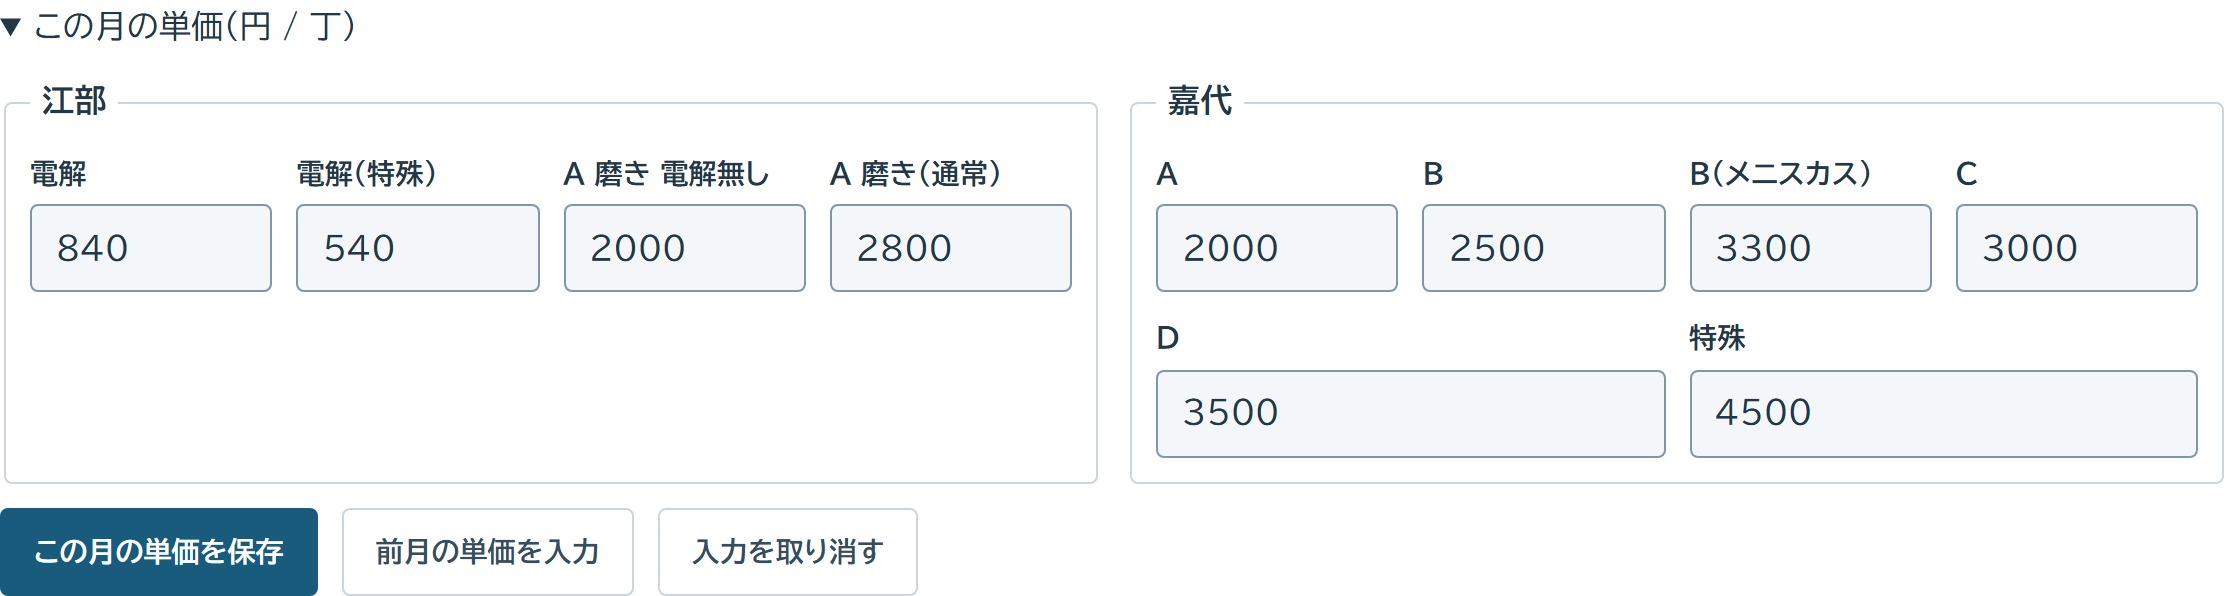 ▼ この月の単価(円 / 丁)
江部
電解 電解(特殊) A 磨き 電解無し A 磨き(通常)
840 540 2000 2800
嘉代
A B B(メニスカス) C
2000 2500 3300 3000
D 特殊
3500 4500
この月の単価を保存 前月の単価を入力 入力を取り消す